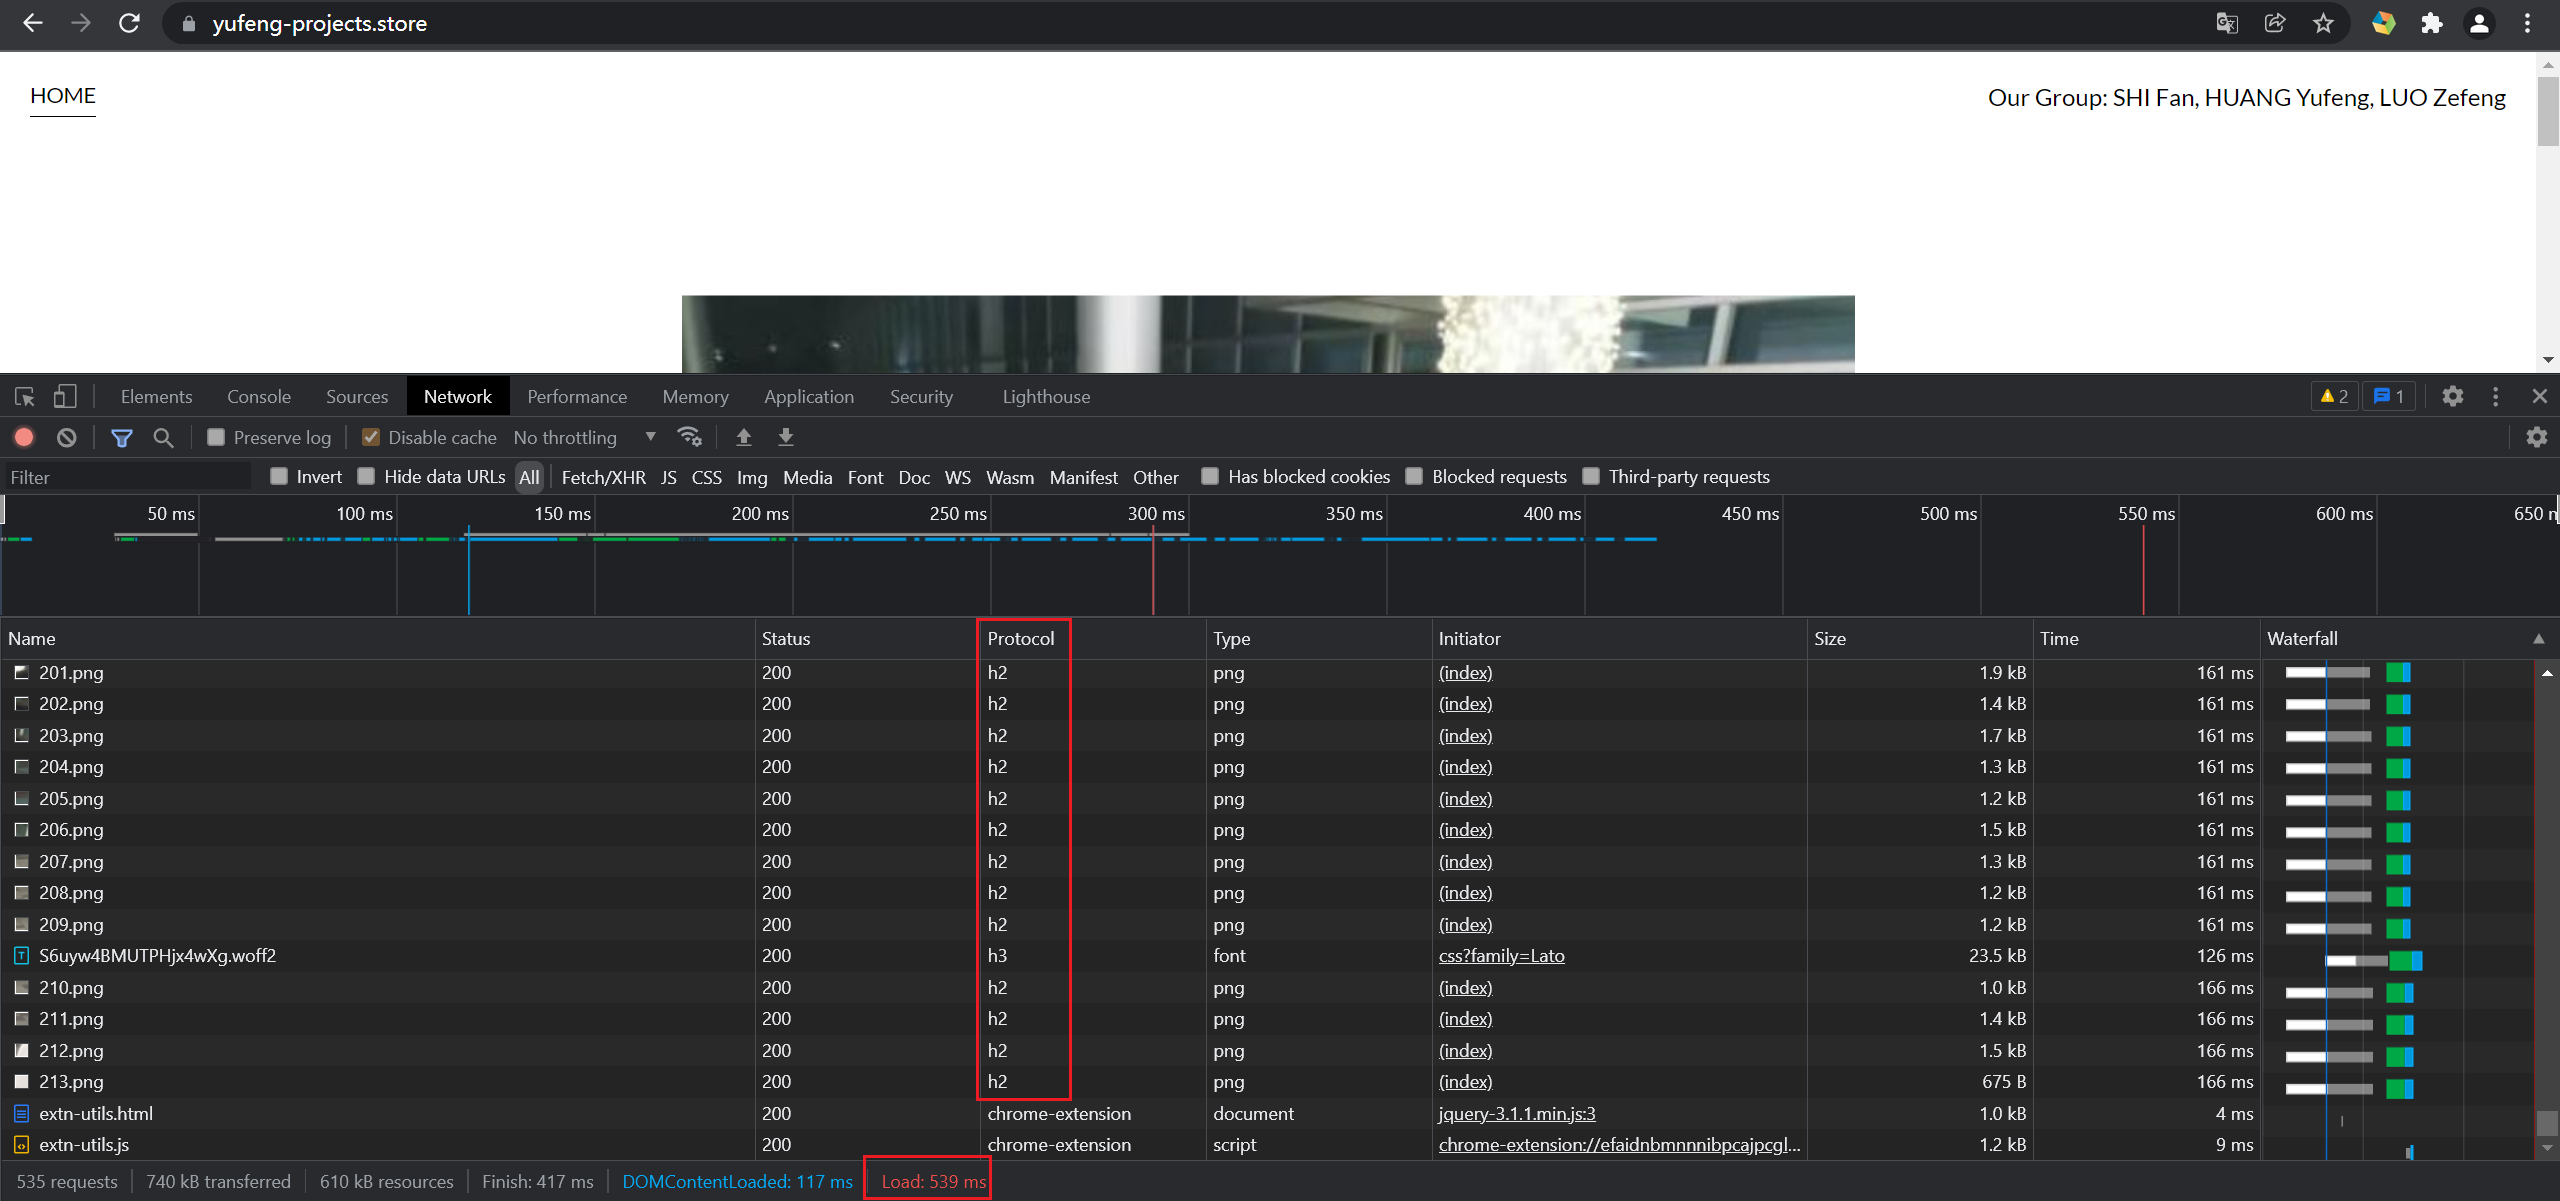 yufeng-projects.store
HOME
Our Group: SHI Fan, HUANG Yufeng, LUO Zefeng
Elements Console Sources Network Performance Memory Application Security Lighthouse 2 1
Preserve log Disable cache No throttling
Filter Invert Hide data URLs All Fetch/XHR JS CSS Img Media Font Doc WS Wasm Manifest Other Has blocked cookies Blocked requests Third-party requests
50 ms 100 ms 150 ms 200 ms 250 ms 300 ms 350 ms 400 ms 450 ms 500 ms 550 ms 600 ms 650
Name Status Protocol Type Initiator Size Time Waterfall
201.png 200 h2 png (index) 1.9 kB 161 ms
202.png 200 h2 png (index) 1.4 kB 161 ms
203.png 200 h2 png (index) 1.7 kB 161 ms
204.png 200 h2 png (index) 1.3 kB 161 ms
205.png 200 h2 png (index) 1.2 kB 161 ms
206.png 200 h2 png (index) 1.5 kB 161 ms
207.png 200 h2 png (index) 1.3 kB 161 ms
208.png 200 h2 png (index) 1.2 kB 161 ms
209.png 200 h2 png (index) 1.2 kB 161 ms
S6uyw4BMUTPHjx4wXg.woff2 200 h3 font css?family=Lato 23.5 kB 126 ms
210.png 200 h2 png (index) 1.0 kB 166 ms
211.png 200 h2 png (index) 1.4 kB 166 ms
212.png 200 h2 png (index) 1.5 kB 166 ms
213.png 200 h2 png (index) 675 B 166 ms
extn-utils.html 200 chrome-extension document jquery-3.1.1.min.js:3 1.0 kB 4 ms
extn-utils.js 200 chrome-extension script chrome-extension://efaidnbmnnnibpcajpcgl... 1.2 kB 9 ms
535 requests 740 kB transferred 610 kB resources Finish: 417 ms DOMContentLoaded: 117 ms Load: 539 ms